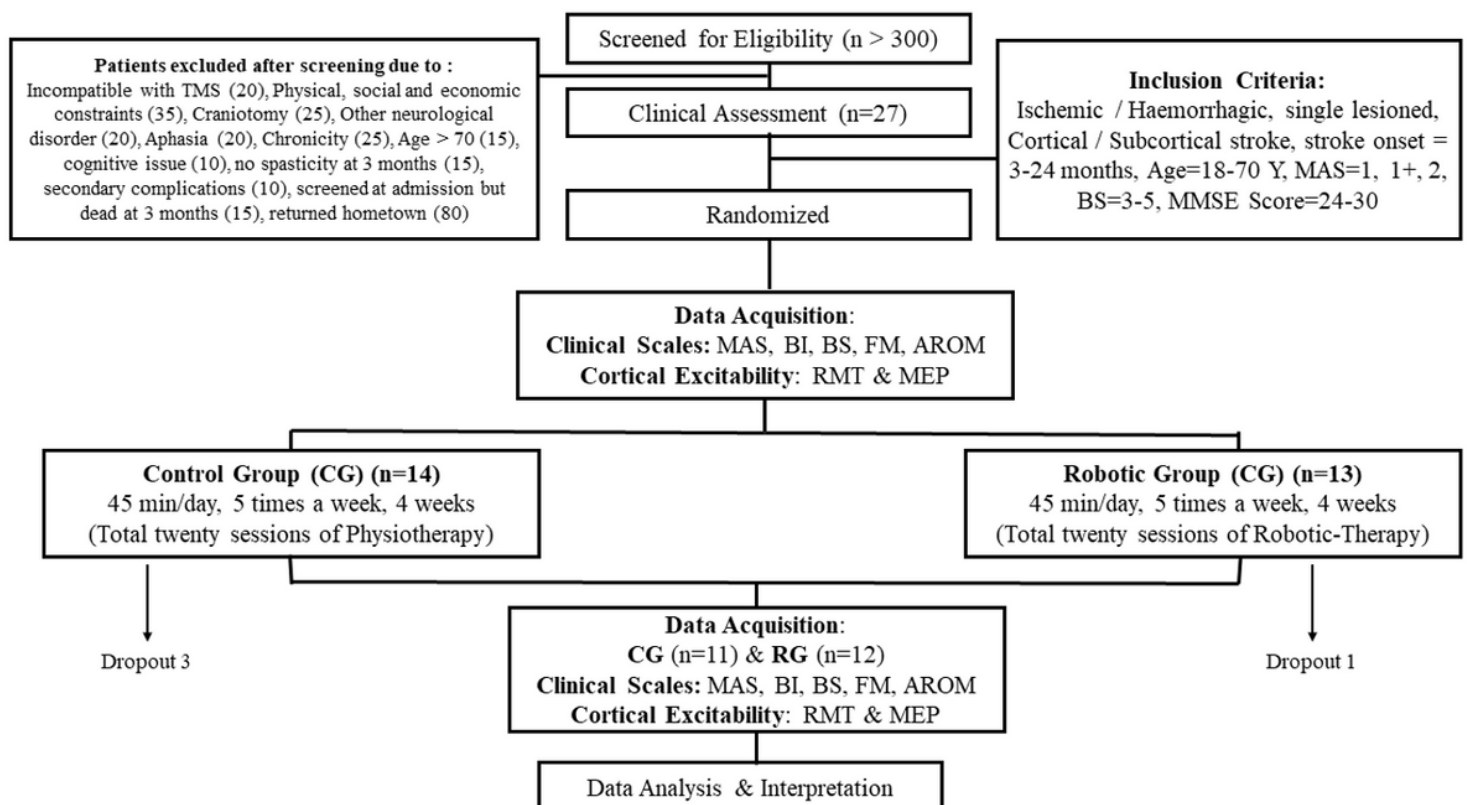 Screened for Eligibility (n > 300)
Patients excluded after screening due to :
Incompatible with TMS (20), Physical, social and economic
constraints (35), Craniotomy (25), Other neurological
disorder (20), Aphasia (20), Chronicity (25), Age > 70 (15),
cognitive issue (10), no spasticity at 3 months (15),
secondary complications (10), screened at admission but
dead at 3 months (15), returned hometown (80)
Inclusion Criteria:
Ischemic / Haemorrhagic, single lesioned,
Cortical / Subcortical stroke, stroke onset =
3-24 months, Age=18-70 Y, MAS=1, 1+, 2,
BS=3-5, MMSE Score=24-30
Clinical Assessment (n=27)
Randomized
Data Acquisition:
Clinical Scales: MAS, BI, BS, FM, AROM
Cortical Excitability: RMT & MEP
Control Group (CG) (n=14)
45 min/day, 5 times a week, 4 weeks
(Total twenty sessions of Physiotherapy)
Robotic Group (CG) (n=13)
45 min/day, 5 times a week, 4 weeks
(Total twenty sessions of Robotic-Therapy)
Dropout 3
Dropout 1
Data Acquisition:
CG (n=11) & RG (n=12)
Clinical Scales: MAS, BI, BS, FM, AROM
Cortical Excitability: RMT & MEP
Data Analysis & Interpretation